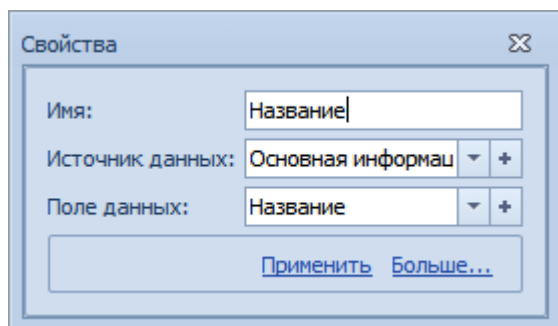 Свойства
Имя: Название
Источник данных: Основная информац
Поле данных: Название
Применить Больше...